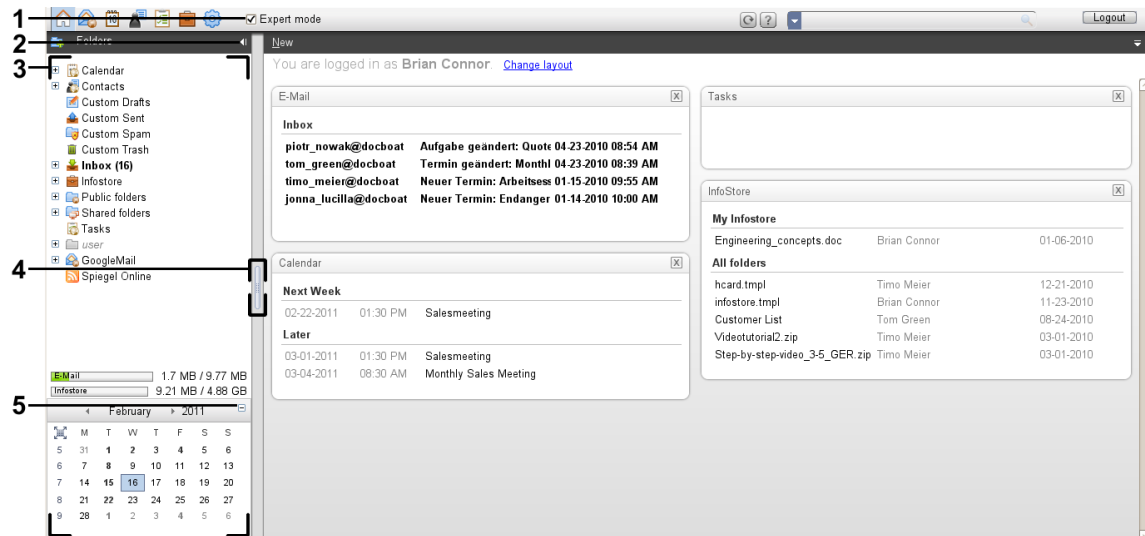 1
Expert mode
Logout
2
Folders
New
3
You are logged in as Brian Connor. Change layout
Calendar
Contacts
Custom Drafts
Custom Sent
Custom Spam
Custom Trash
Inbox (16)
Infostore
Public folders
Shared folders
Tasks
user
GoogleMail
Spiegel Online
4
E-Mail 1.7 MB / 9.77 MB
Infostore 9.21 MB / 4.88 GB
5
February 2011
M T W T F S S
5 31 1 2 3 4 5 6
6 7 8 9 10 11 12 13
7 14 15 16 17 18 19 20
8 21 22 23 24 25 26 27
9 28 1 2 3 4 5 6
E-Mail
Inbox
piotr_nowak@docboat Aufgabe geändert: Quote 04-23-2010 08:54 AM
tom_green@docboat Termin geändert: Monthl 04-23-2010 08:39 AM
timo_meier@docboat Neuer Termin: Arbeitsess 01-15-2010 09:55 AM
jonna_lucilla@docboat Neuer Termin: Endanger 01-14-2010 10:00 AM
Calendar
Next Week
02-22-2011 01:30 PM Salesmeeting
Later
03-01-2011 01:30 PM Salesmeeting
03-04-2011 08:30 AM Monthly Sales Meeting
Tasks
InfoStore
My Infostore
Engineering_concepts.doc Brian Connor 01-06-2010
All folders
hcard.tmpl Timo Meier 12-21-2010
infostore.tmpl Brian Connor 11-23-2010
Customer List Tom Green 08-24-2010
Videotutorial2.zip Timo Meier 03-01-2010
Step-by-step-video_3-5_GER.zip Timo Meier 03-01-2010